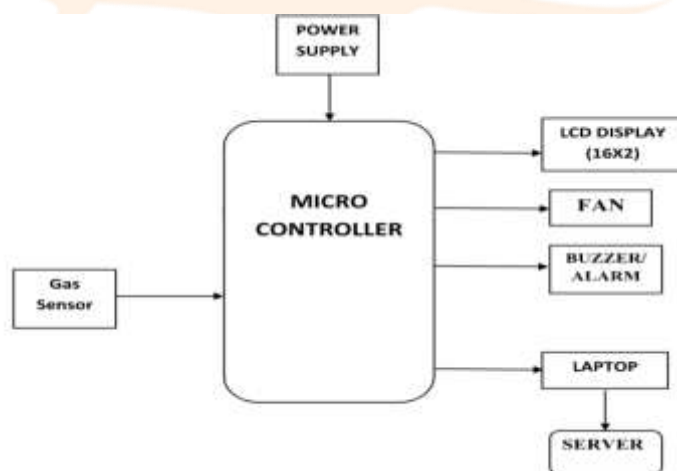 POWER
SUPPLY
LCD DISPLAY
(16X2)
MICRO
CONTROLLER
FAN
BUZZER/
ALARM
Gas
Sensor
LAPTOP
SERVER